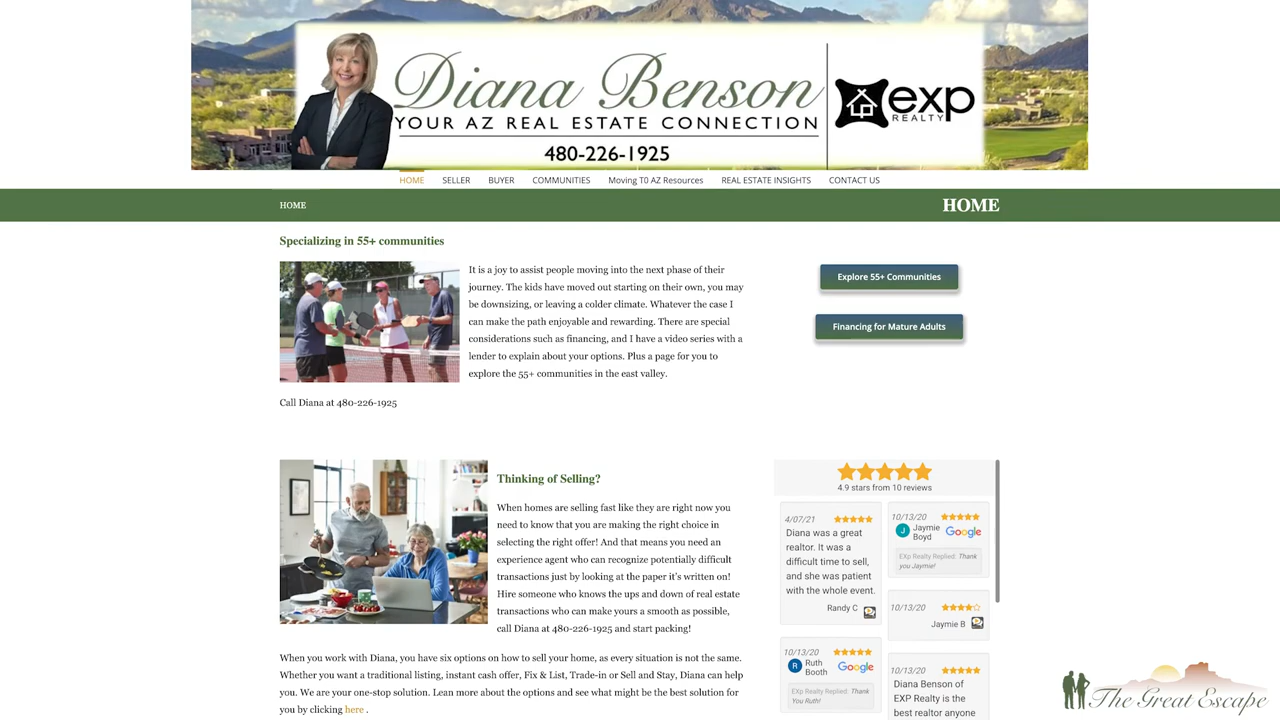 Diana Benson
YOUR AZ REAL ESTATE CONNECTION
480-226-1925
exp
REALTY
HOME SELLER BUYER COMMUNITIES Moving T0 AZ Resources REAL ESTATE INSIGHTS CONTACT US
HOME
HOME
Specializing in 55+ communities
It is a joy to assist people moving into the next phase of their
journey. The kids have moved out starting on their own, you may
be downsizing, or leaving a colder climate. Whatever the case I
can make the path enjoyable and rewarding. There are special
considerations such as financing, and I have a video series with a
lender to explain about your options. Plus a page for you to
explore the 55+ communities in the east valley.
Call Diana at 480-226-1925
Explore 55+ Communities
Financing for Mature Adults
Thinking of Selling?
When homes are selling fast like they are right now you
need to know that you are making the right choice in
selecting the right offer! And that means you need an
experience agent who can recognize potentially difficult
transactions just by looking at the paper it's written on!
Hire someone who knows the ups and down of real estate
transactions who can make yours a smooth as possible,
call Diana at 480-226-1925 and start packing!
When you work with Diana, you have six options on how to sell your home, as every situation is not the same.
Whether you want a traditional listing, instant cash offer, Fix & List, Trade-in or Sell and Stay, Diana can help
you. We are your one-stop solution. Lean more about the options and see what might be the best solution for
you by clicking here .
4.9 stars from 10 reviews
4/07/21
Diana was a great
realtor. It was a
difficult time to sell,
and she was patient
with the whole event.
Randy C
10/13/20
R
Ruth
Booth
Google
EXp Realty Replied: Thank
You Ruth!
10/13/20
J
Jaymie
Boyd
Google
EXp Realty Replied: Thank
you Jaymie!
10/13/20
Jaymie B
10/13/20
Diana Benson of
EXP Realty is the
best realtor anyone
The Great Escape